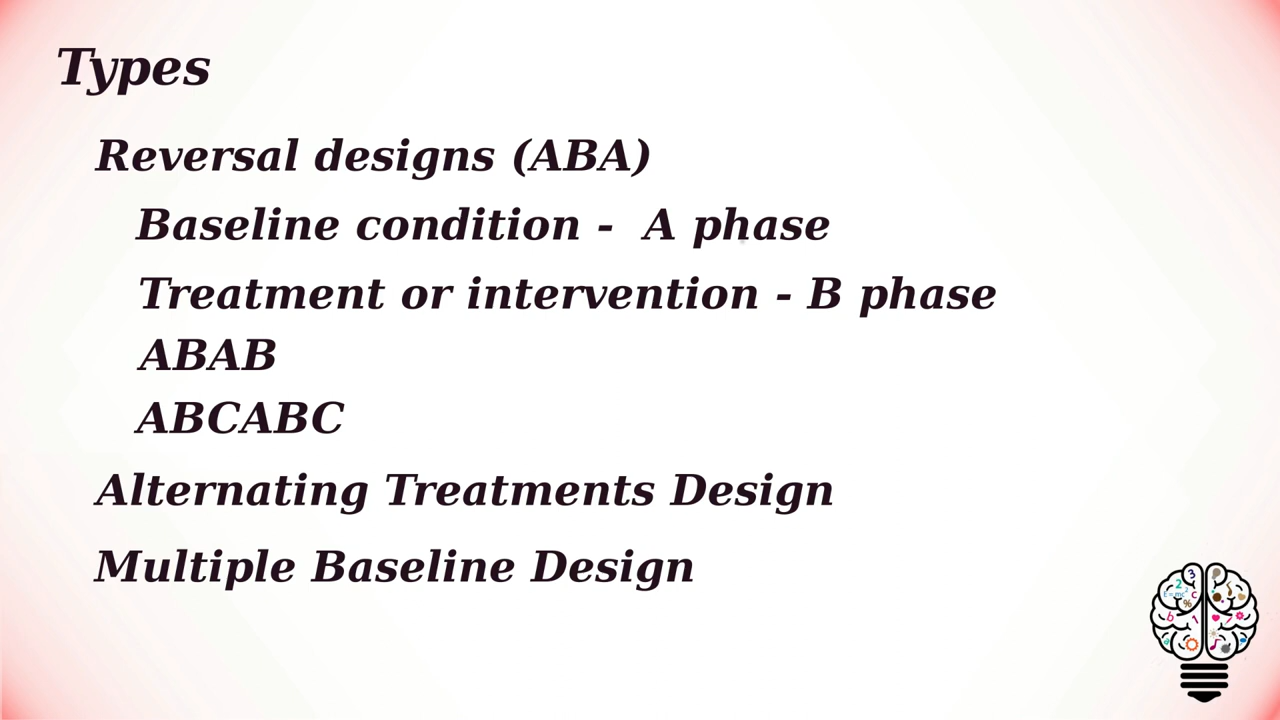 Types
Reversal designs (ABA)
Baseline condition - A phase
Treatment or intervention - B phase
ABAB
ABCABC
Alternating Treatments Design
Multiple Baseline Design